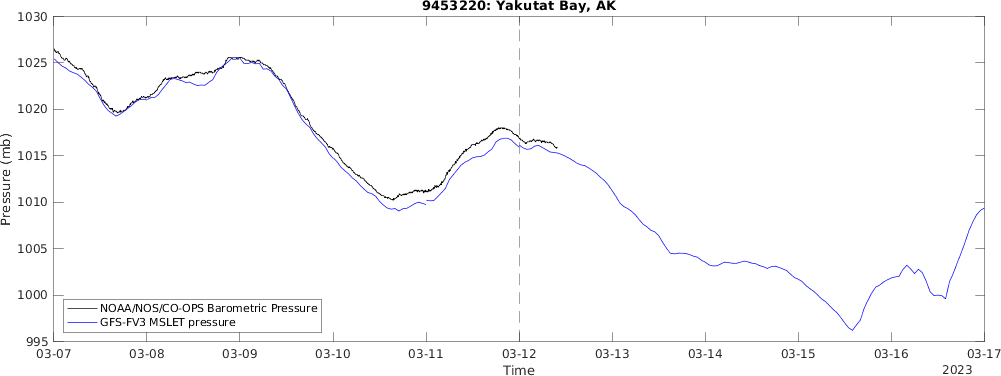 9453220: Yakutat Bay, AK
1030
1025
1020
1015
1010
1005
1000
995
Pressure (mb)
NOAA/NOS/CO-OPS Barometric Pressure
GFS-FV3 MSLET pressure
03-07 03-08 03-09 03-10 03-11 03-12 03-13 03-14 03-15 03-16 03-17
Time
2023